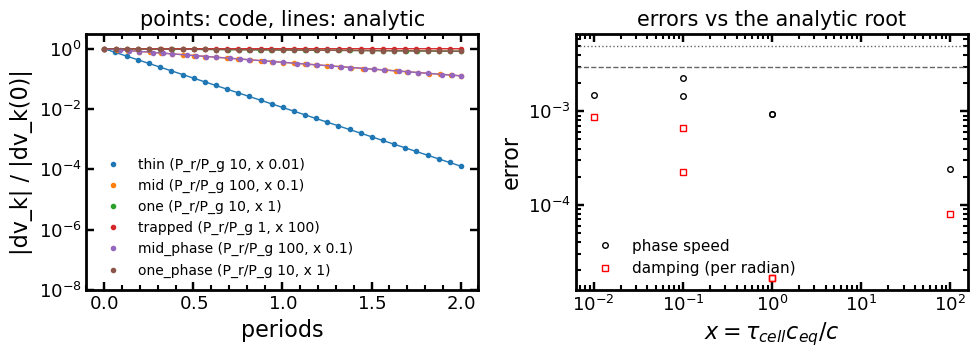 points: code, lines: analytic
|dv_k| / |dv_k(0)|
10^0
10^-2
10^-4
10^-6
10^-8
thin (P_r/P_g 10, x 0.01)
mid (P_r/P_g 100, x 0.1)
one (P_r/P_g 10, x 1)
trapped (P_r/P_g 1, x 100)
mid_phase (P_r/P_g 100, x 0.1)
one_phase (P_r/P_g 10, x 1)
0.0 0.5 1.0 1.5 2.0
periods
errors vs the analytic root
error
10^-3
10^-4
phase speed
damping (per radian)
10^-2 10^-1 10^0 10^1 10^2
x = τ_cell c_eq / c